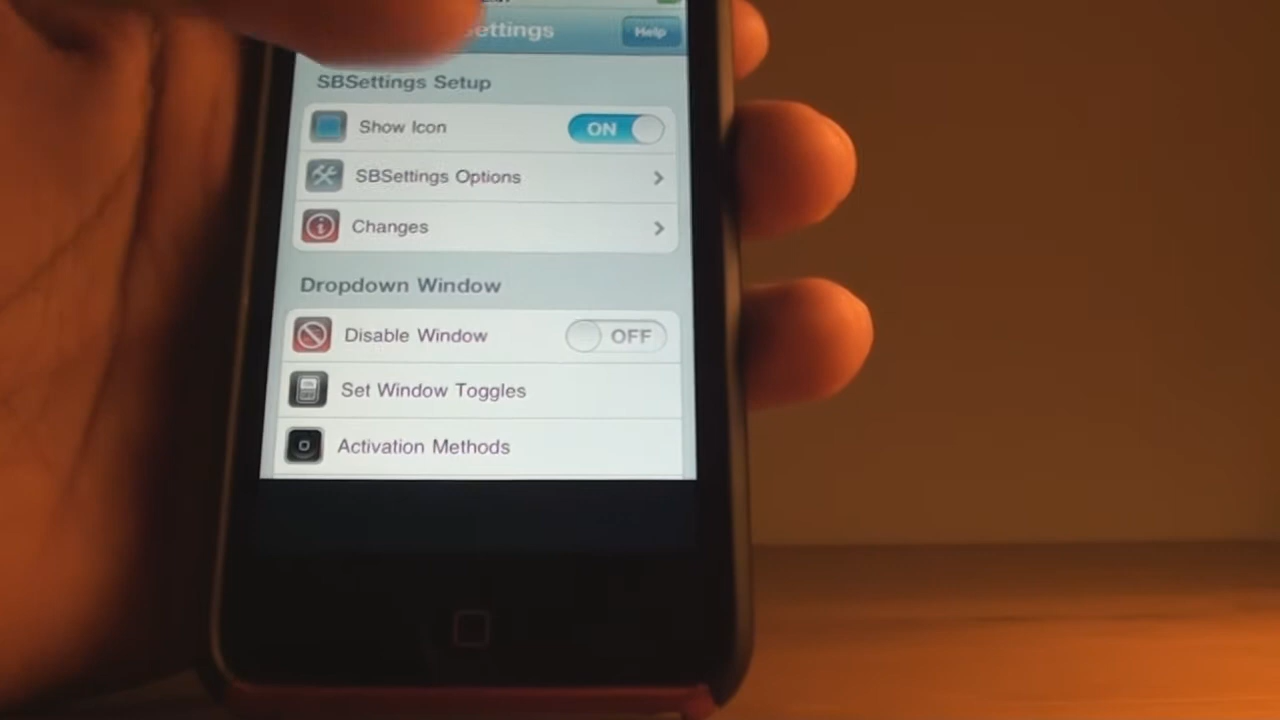 ettings
Help
SBSettings Setup
Show Icon
ON
SBSettings Options
Changes
Dropdown Window
Disable Window
OFF
Set Window Toggles
Activation Methods